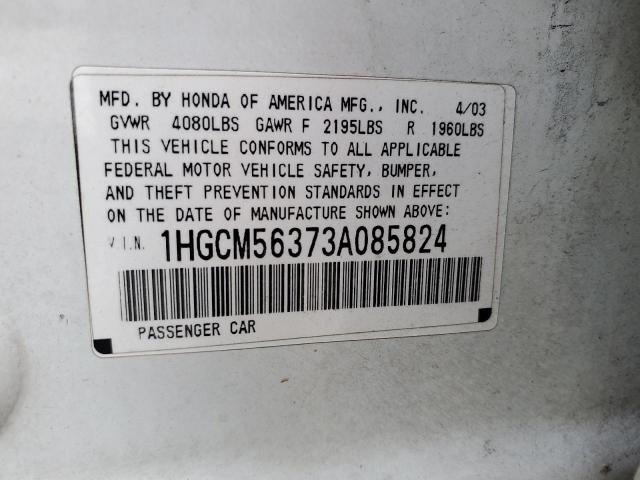 MFD. BY HONDA OF AMERICA MFG., INC. 4/03
GVWR 4080LBS GAWR F 2195LBS R 1960LBS
THIS VEHICLE CONFORMS TO ALL APPLICABLE
FEDERAL MOTOR VEHICLE SAFETY, BUMPER,
AND THEFT PREVENTION STANDARDS IN EFFECT
ON THE DATE OF MANUFACTURE SHOWN ABOVE:
V.I.N. 1HGCM56373A085824
PASSENGER CAR